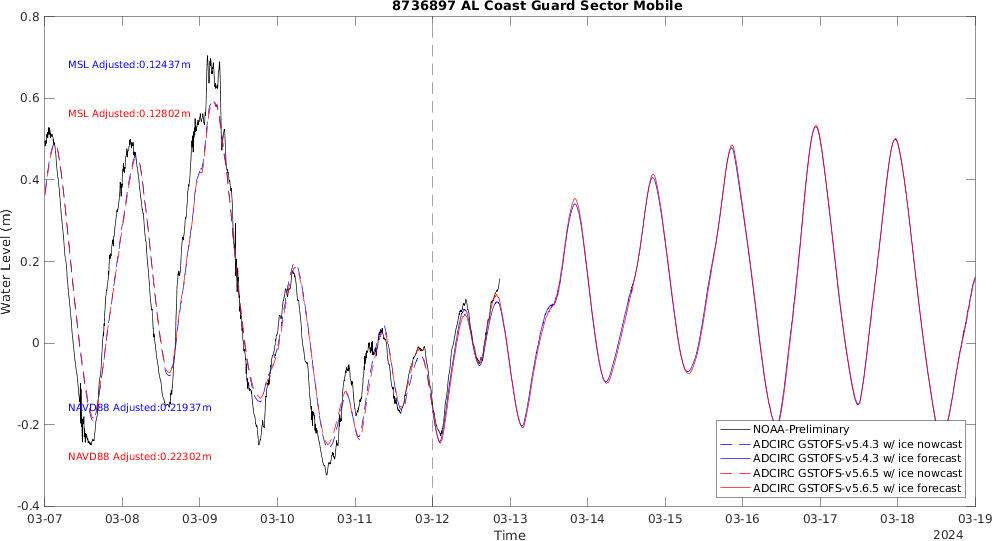 8736897 AL Coast Guard Sector Mobile
0.8
0.6
0.4
0.2
0
-0.2
-0.4
Water Level (m)
MSL Adjusted:0.12437m
MSL Adjusted:0.12802m
NAVD88 Adjusted:0.21937m
NAVD88 Adjusted:0.22302m
NOAA-Preliminary
ADCIRC GSTOFS-v5.4.3 w/ ice nowcast
ADCIRC GSTOFS-v5.4.3 w/ ice forecast
ADCIRC GSTOFS-v5.6.5 w/ ice nowcast
ADCIRC GSTOFS-v5.6.5 w/ ice forecast
03-07 03-08 03-09 03-10 03-11 03-12 03-13 03-14 03-15 03-16 03-17 03-18 03-19
Time
2024